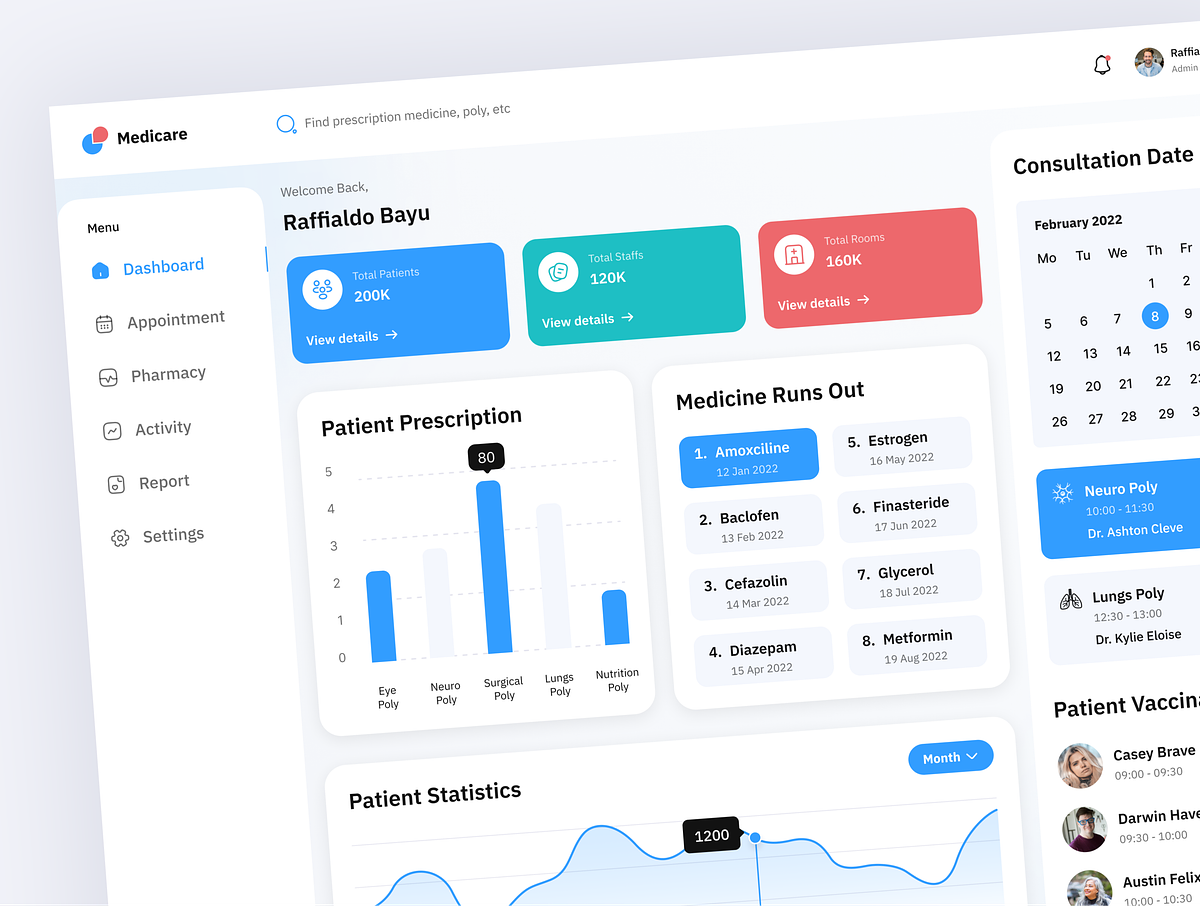 Medicare
Find prescription medicine, poly, etc
Admin
Menu
Dashboard
Appointment
Pharmacy
Activity
Report
Settings
Welcome Back,
Raffialdo Bayu
Total Patients
200K
View details
Total Staffs
120K
View details
Total Rooms
160K
View details
Patient Prescription
80
5
4
3
2
1
0
Eye Poly
Neuro Poly
Surgical Poly
Lungs Poly
Nutrition Poly
Medicine Runs Out
1. Amoxciline
12 Jan 2022
2. Baclofen
13 Feb 2022
3. Cefazolin
14 Mar 2022
4. Diazepam
15 Apr 2022
5. Estrogen
16 May 2022
6. Finasteride
17 Jun 2022
7. Glycerol
18 Jul 2022
8. Metformin
19 Aug 2022
Patient Statistics
Month
1200
Consultation Date
February 2022
Mo Tu We Th Fr
1 2
5 6 7 8 9
12 13 14 15 16
19 20 21 22
26 27 28 29
Neuro Poly
10:00 - 11:30
Dr. Ashton Cleve
Lungs Poly
12:30 - 13:00
Dr. Kylie Eloise
Patient
Casey Brave
09:00 - 09:30
Darwin
09:30 - 10:00
Austin Felix
10:00 - 10:30